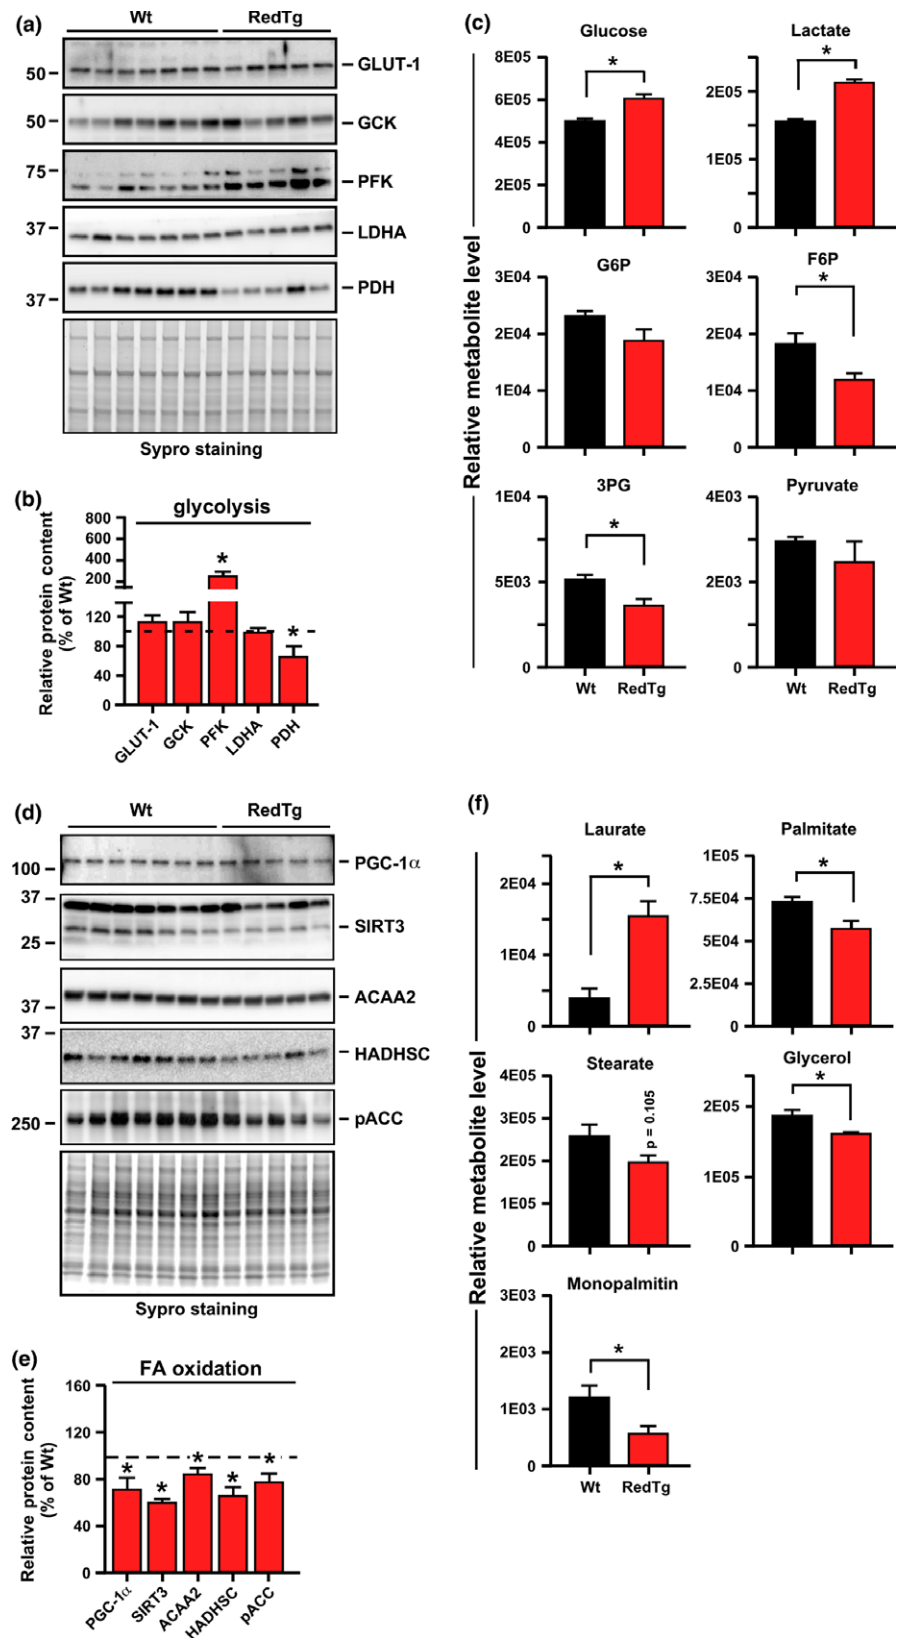 (a)
Wt
RedTg
50
GLUT-1
50
GCK
75
PFK
37
LDHA
37
PDH
Sypro staining
(b)
glycolysis
Relative protein content
(% of Wt)
800
600
400
200
120
80
40
0
*
*
GLUT-1
GCK
PFK
LDHA
PDH
(c)
Relative metabolite level
Glucose
8E05
6E05
4E05
2E05
0
*
Lactate
2E05
1E05
0
*
G6P
3E04
2E04
1E04
0
F6P
3E04
2E04
1E04
0
*
3PG
1E04
5E03
0
*
Wt
RedTg
Pyruvate
4E03
2E03
0
Wt
RedTg
(d)
Wt
RedTg
100
PGC-1α
37
25
SIRT3
37
ACAA2
37
HADHSC
250
pACC
Sypro staining
(e)
FA oxidation
Relative protein content
(% of Wt)
160
120
80
40
0
*
*
*
*
*
PGC-1α
SIRT3
ACAA2
HADHSC
pACC
(f)
Relative metabolite level
Laurate
2E04
1E04
0
*
Palmitate
1E05
7.5E04
5E04
2.5E04
0
*
Stearate
4E05
3E05
2E05
1E05
0
p = 0.105
Glycerol
2E05
1E05
0
*
Monopalmitin
3E03
2E03
1E03
0
*
Wt
RedTg